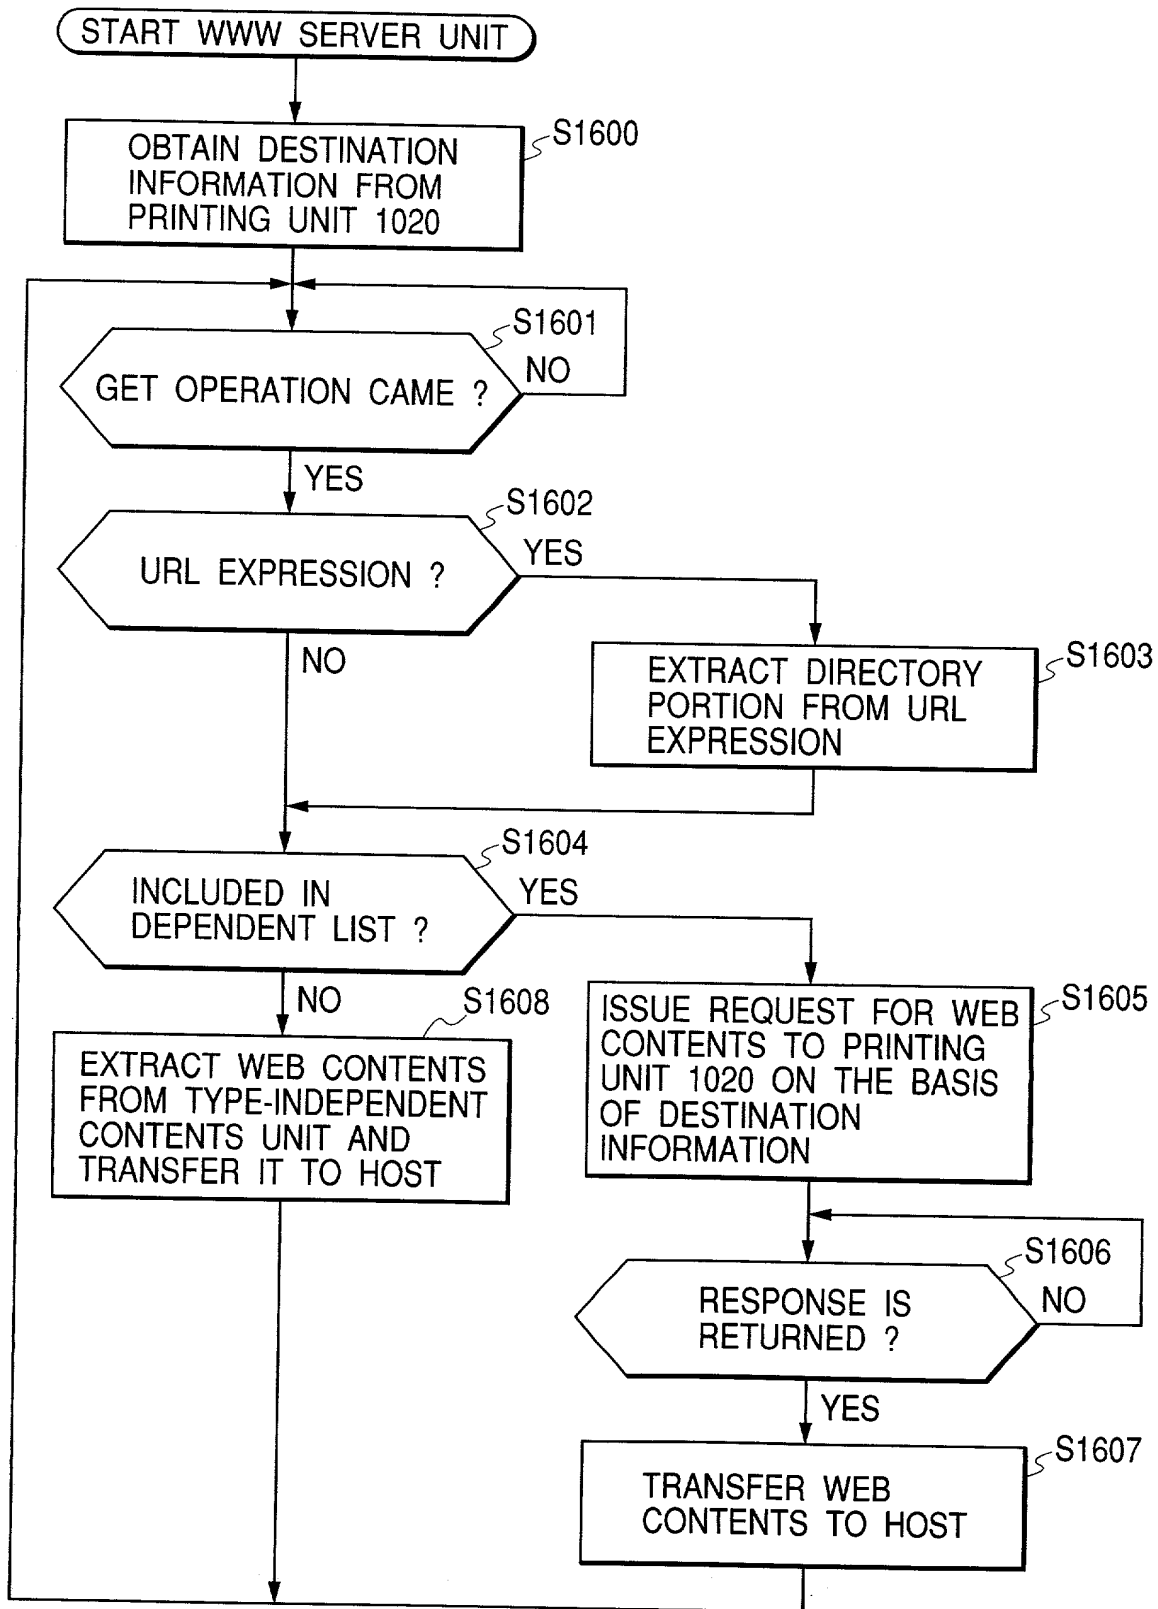 START WWW SERVER UNIT
S1600
OBTAIN DESTINATION
INFORMATION FROM
PRINTING UNIT 1020
S1601
GET OPERATION CAME ?
NO
YES
S1602
URL EXPRESSION ?
YES
NO
S1603
EXTRACT DIRECTORY
PORTION FROM URL
EXPRESSION
S1604
INCLUDED IN
DEPENDENT LIST ?
YES
NO
S1608
EXTRACT WEB CONTENTS
FROM TYPE-INDEPENDENT
CONTENTS UNIT AND
TRANSFER IT TO HOST
S1605
ISSUE REQUEST FOR WEB
CONTENTS TO PRINTING
UNIT 1020 ON THE BASIS
OF DESTINATION
INFORMATION
S1606
RESPONSE IS
RETURNED ?
NO
YES
S1607
TRANSFER WEB
CONTENTS TO HOST